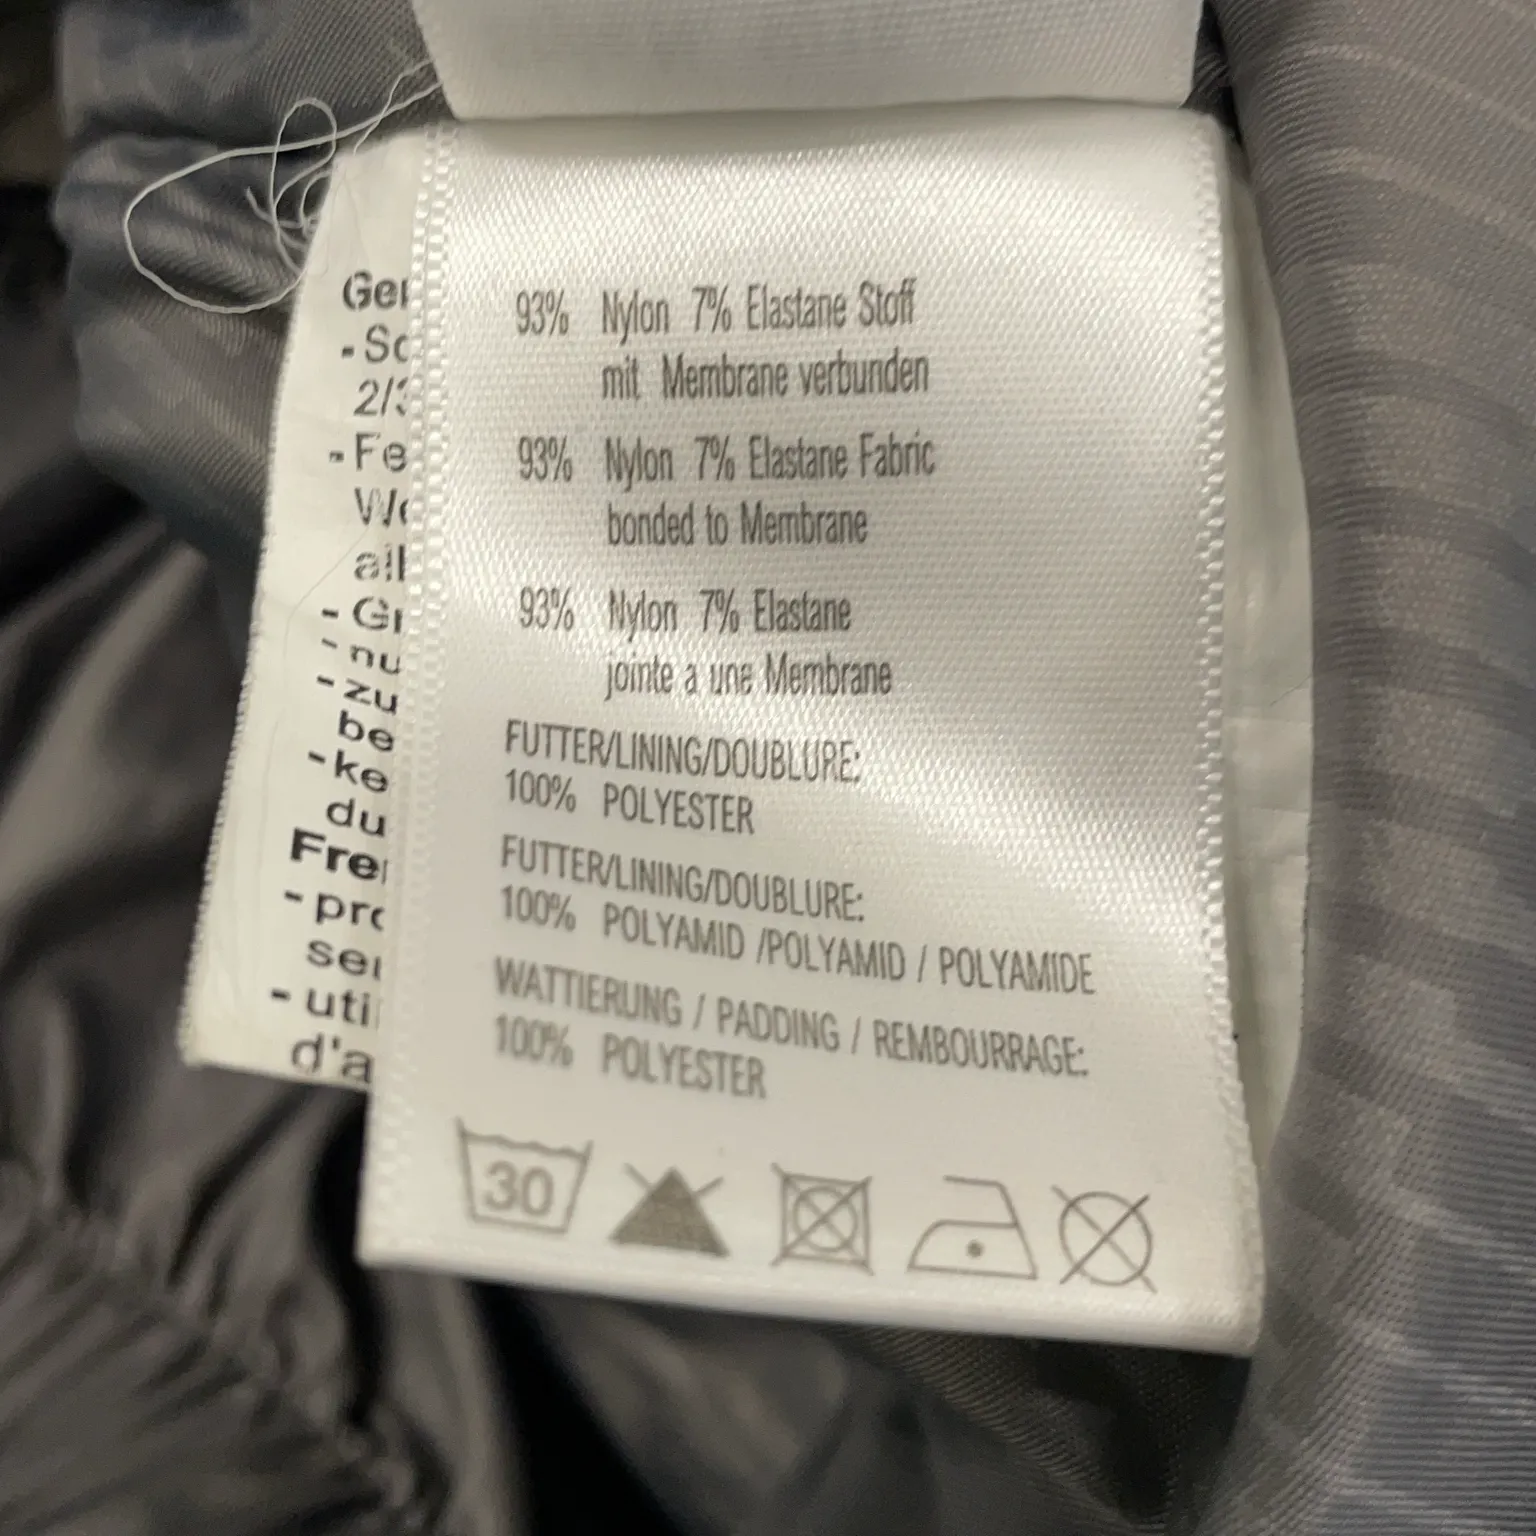 93% Nylon 7% Elastane Stoff
mit Membrane verbunden
93% Nylon 7% Elastane Fabric
bonded to Membrane
93% Nylon 7% Elastane
jointe a une Membrane
FUTTER/LINING/DOUBLURE:
100% POLYESTER
FUTTER/LINING/DOUBLURE:
100% POLYAMID /POLYAMID / POLYAMIDE
WATTIERUNG / PADDING / REMBOURRAGE:
100% POLYESTER
30